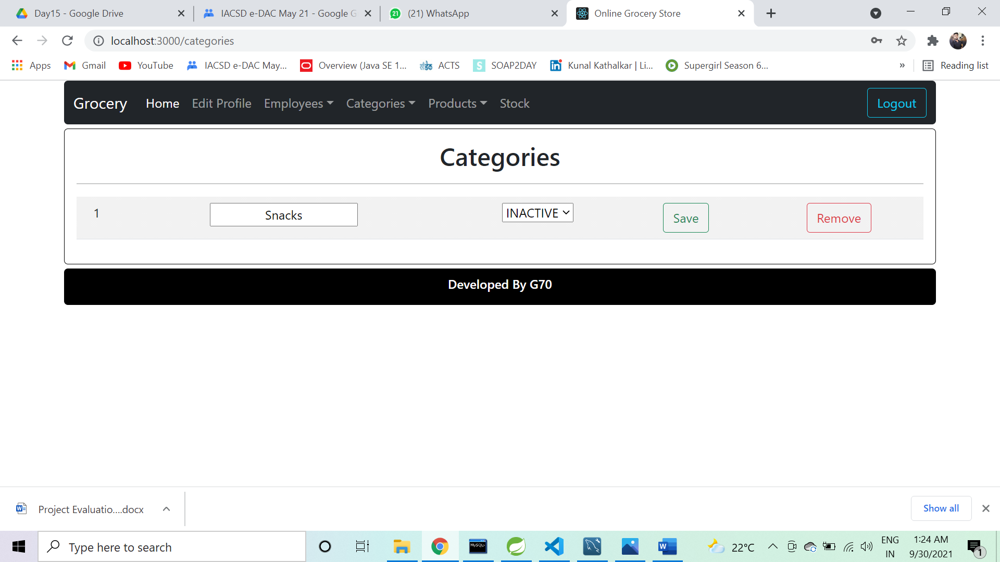 Day15 - Google Drive
IACSD e-DAC May 21 - Google G
(21) WhatsApp
Online Grocery Store
localhost:3000/categories
Apps
Gmail
YouTube
IACSD e-DAC May...
Overview (Java SE 1...
ACTS
SOAP2DAY
Kunal Kathalkar | Li...
Supergirl Season 6...
»
Reading list
Grocery
Home
Edit Profile
Employees
Categories
Products
Stock
Logout
Categories
1
Snacks
INACTIVE
Save
Remove
Developed By G70
Project Evaluatio....docx
Show all
Type here to search
22°C
ENG
IN
1:24 AM
9/30/2021
1